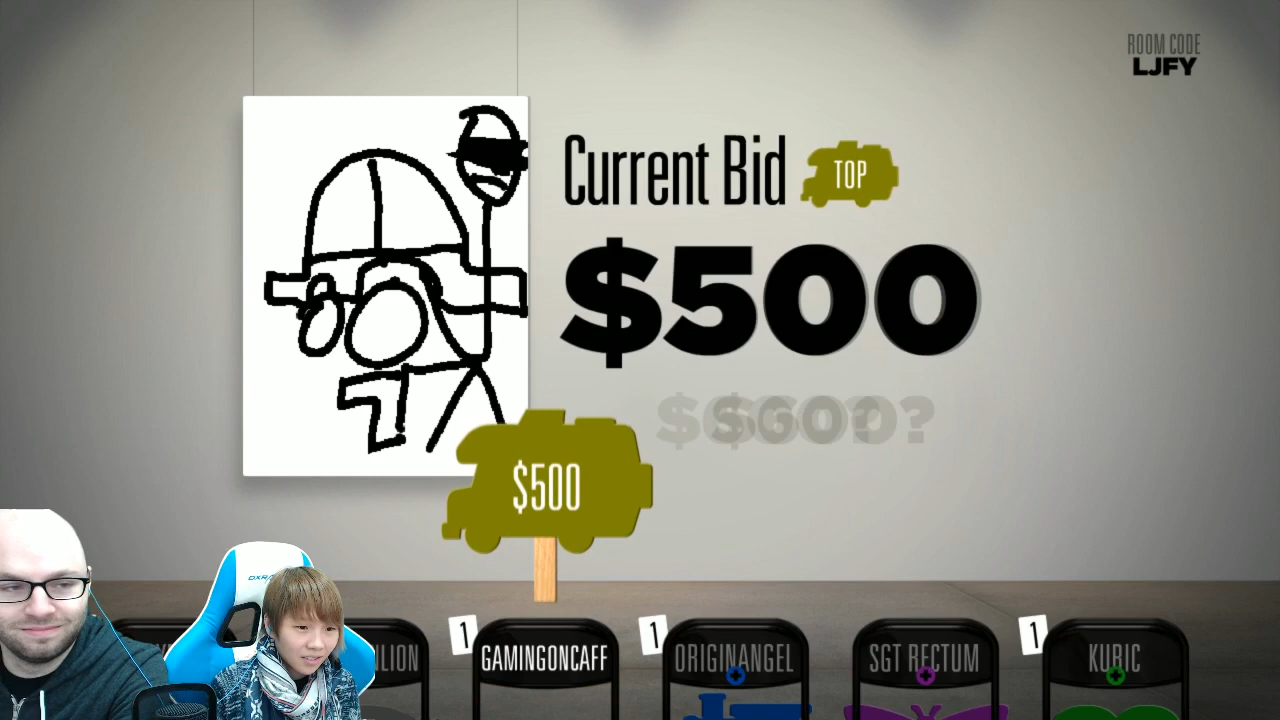 ROOM CODE
LJFY
Current Bid TOP
$500
$500
1 1 1
GAMINGONCAFF ORIGINANGEL SGT RECTUM KUBIC